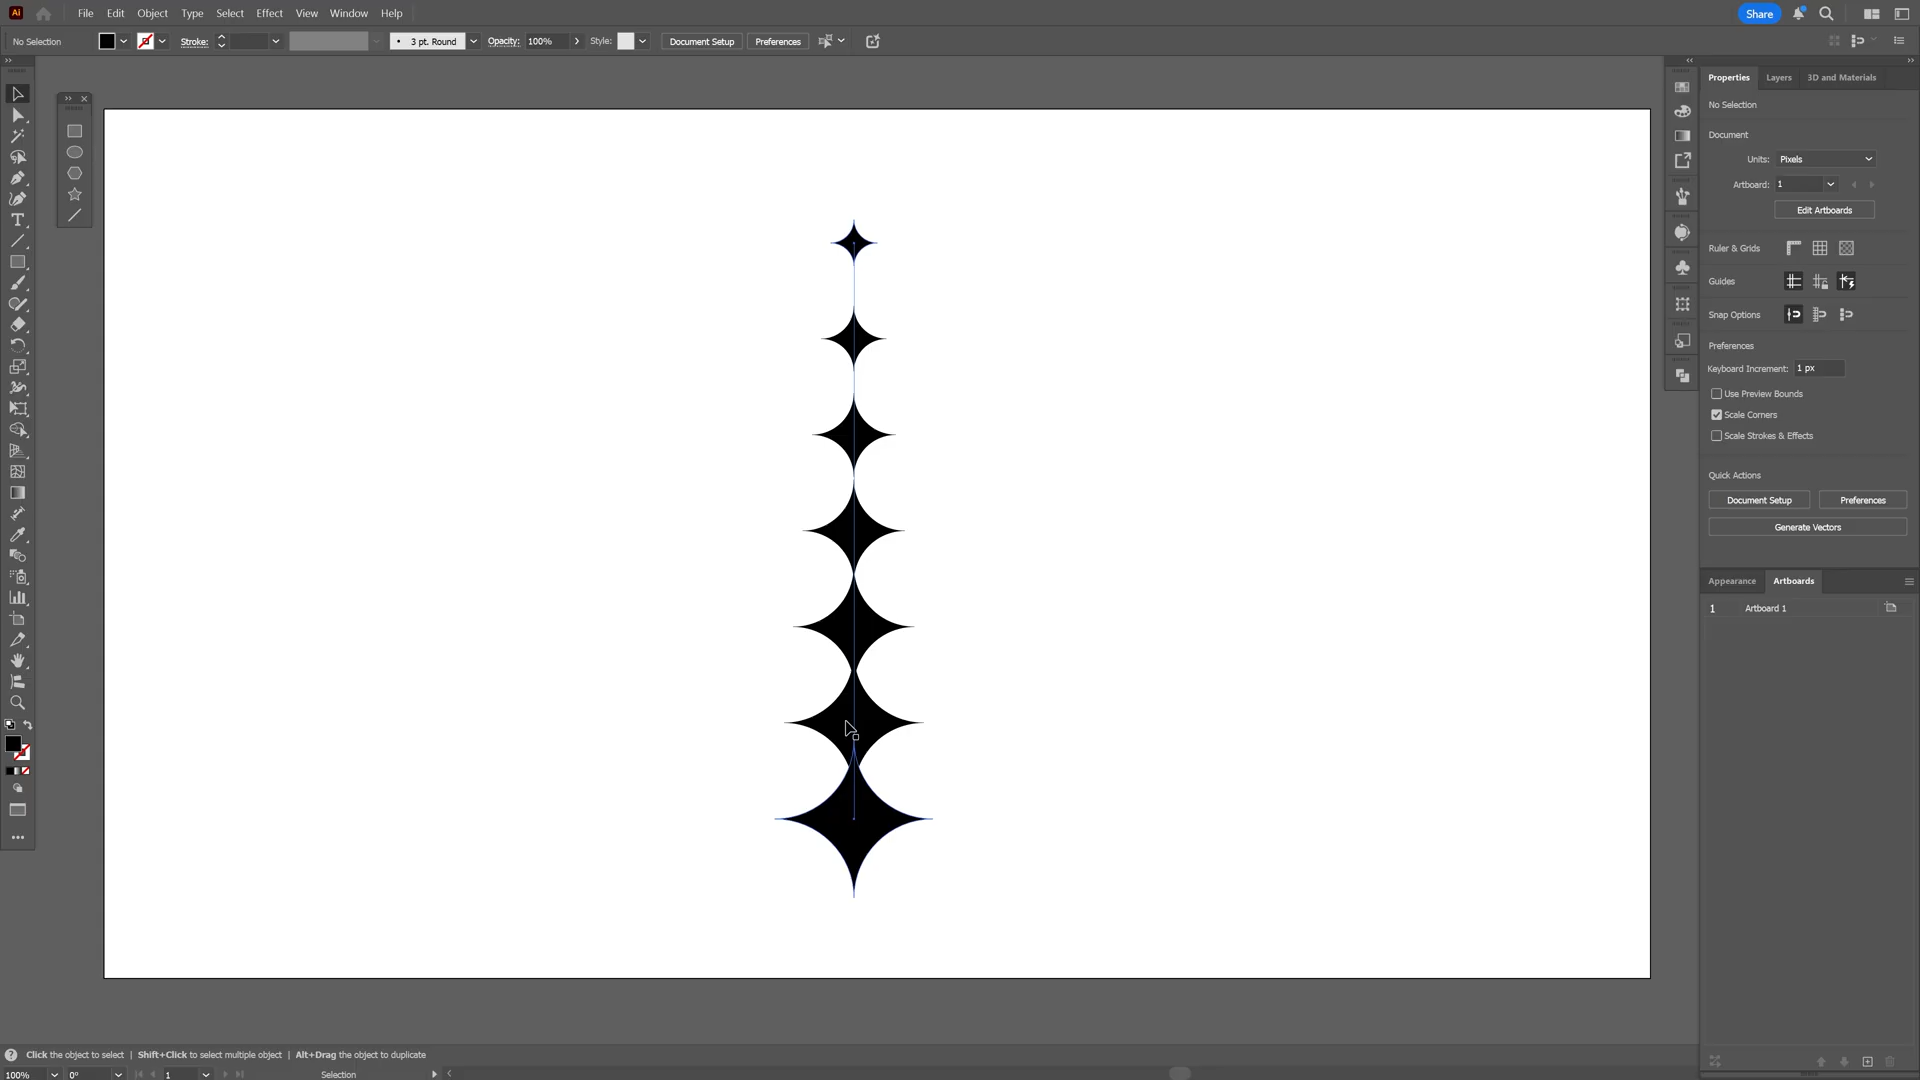 Ai File Edit Object Type Select Effect View Window Help Share
No Selection Stroke: 3 pt. Round Opacity: 100% Style: Document Setup Preferences
Properties Layers 3D and Materials
No Selection
Document
Units: Pixels
Artboard: 1
Edit Artboards
Ruler & Grids
Guides
Snap Options
Preferences
Keyboard Increment: 1 px
Use Preview Bounds
Scale Corners
Scale Strokes & Effects
Quick Actions
Document Setup Preferences
Generate Vectors
Appearance Artboards
1 Artboard 1
Click the object to select | Shift+Click to select multiple object | Alt+Drag the object to duplicate
100% 0° 1 Selection